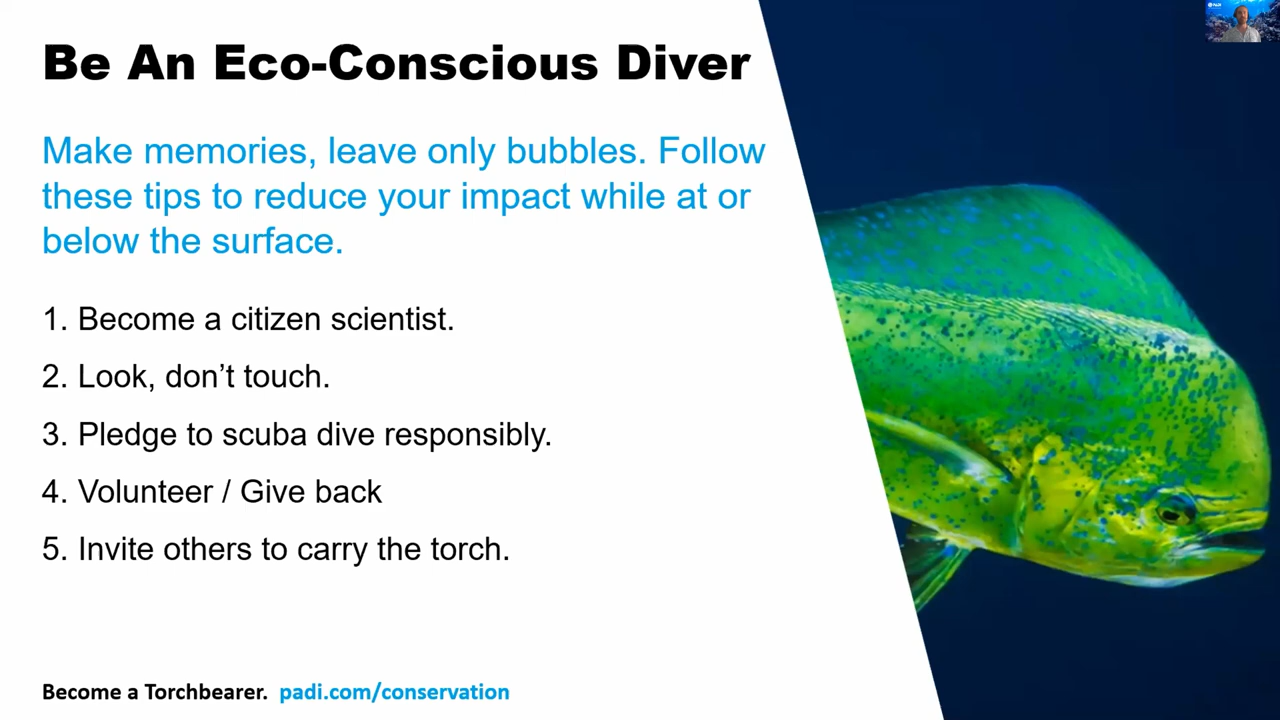 Be An Eco-Conscious Diver
Make memories, leave only bubbles. Follow
these tips to reduce your impact while at or
below the surface.
1. Become a citizen scientist.
2. Look, don’t touch.
3. Pledge to scuba dive responsibly.
4. Volunteer / Give back
5. Invite others to carry the torch.
Become a Torchbearer. padi.com/conservation
PADI